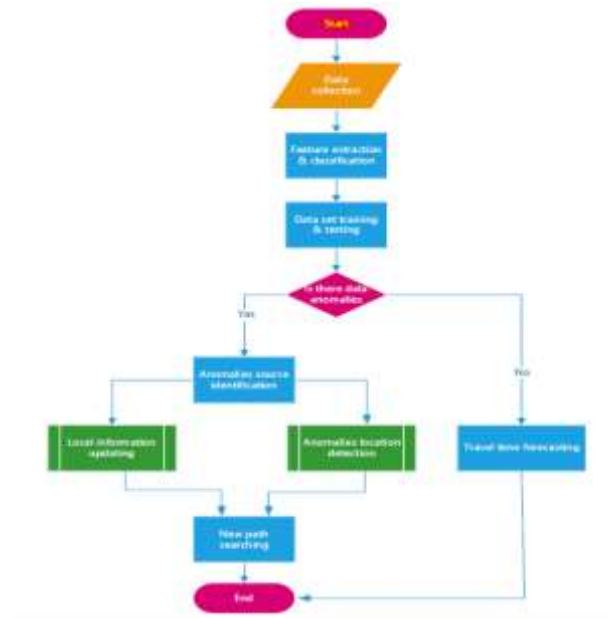 Start
Data
collection
Feature extraction
& classification
Data set training
& testing
Is there data
anomalies
Yes
No
Anomalies source
identification
Local information
updating
Anomalies location
detection
Travel time forecasting
New path
searching
End